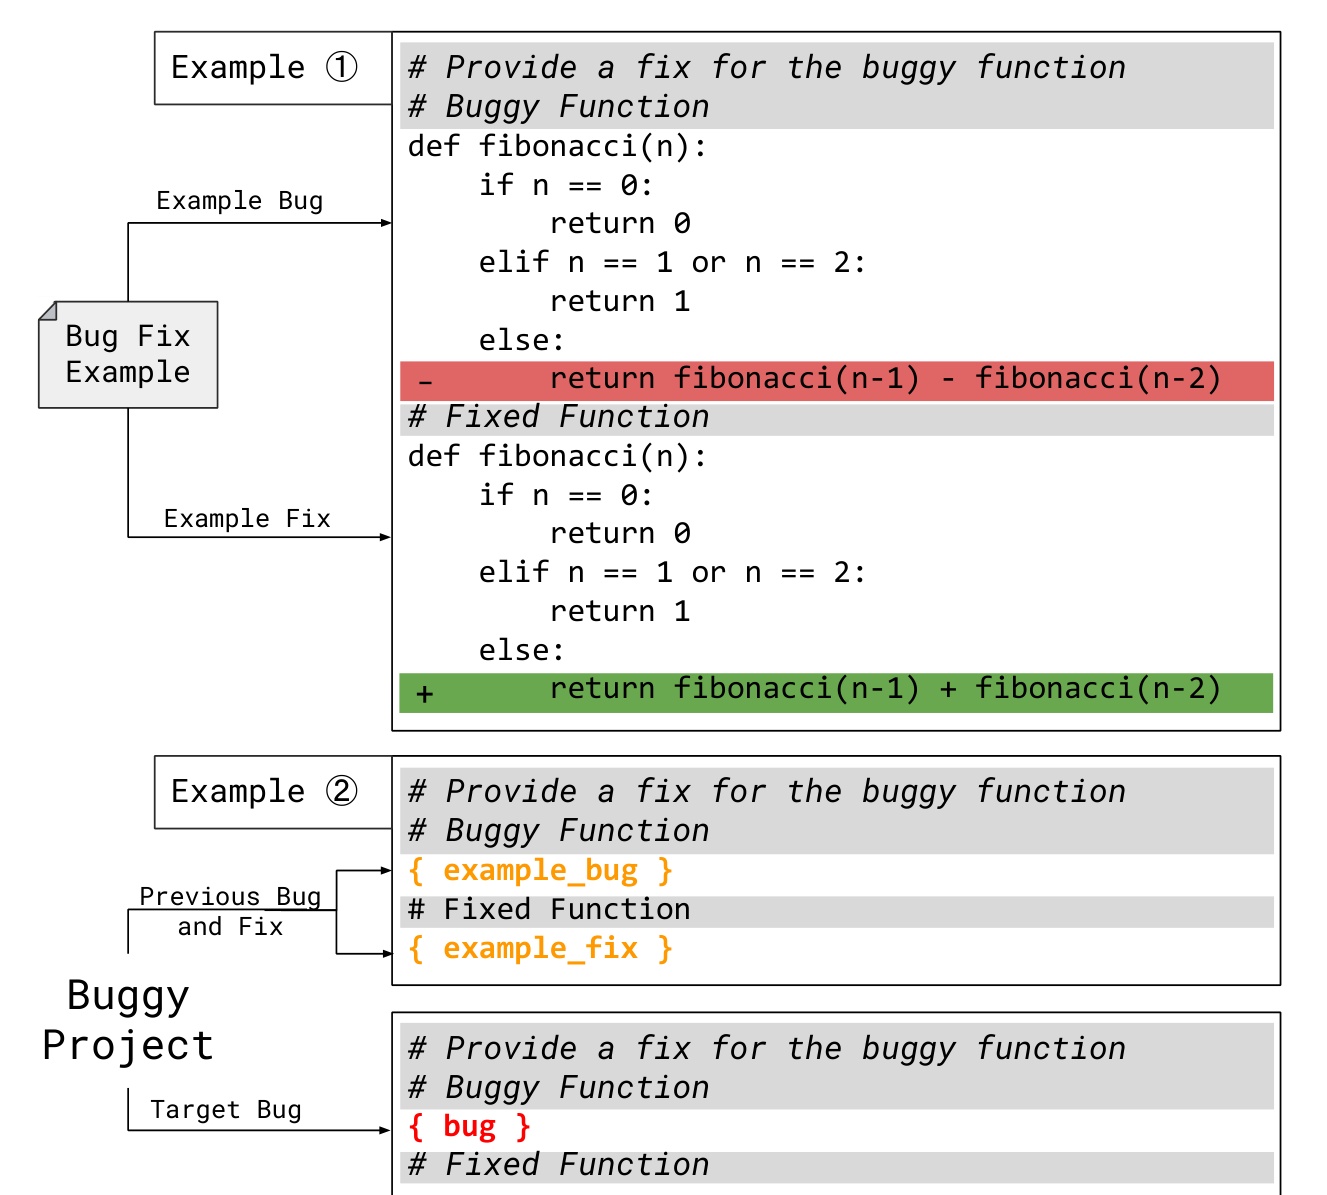 Example ①
# Provide a fix for the buggy function
# Buggy Function
def fibonacci(n):
    if n == 0:
        return 0
    elif n == 1 or n == 2:
        return 1
    else:
-        return fibonacci(n-1) - fibonacci(n-2)
# Fixed Function
def fibonacci(n):
    if n == 0:
        return 0
    elif n == 1 or n == 2:
        return 1
    else:
+        return fibonacci(n-1) + fibonacci(n-2)
Example Bug
Bug Fix
Example
Example Fix
Example ②
# Provide a fix for the buggy function
# Buggy Function
{ example_bug }
# Fixed Function
{ example_fix }
Previous Bug
and Fix
Buggy
Project
Target Bug
# Provide a fix for the buggy function
# Buggy Function
{ bug }
# Fixed Function